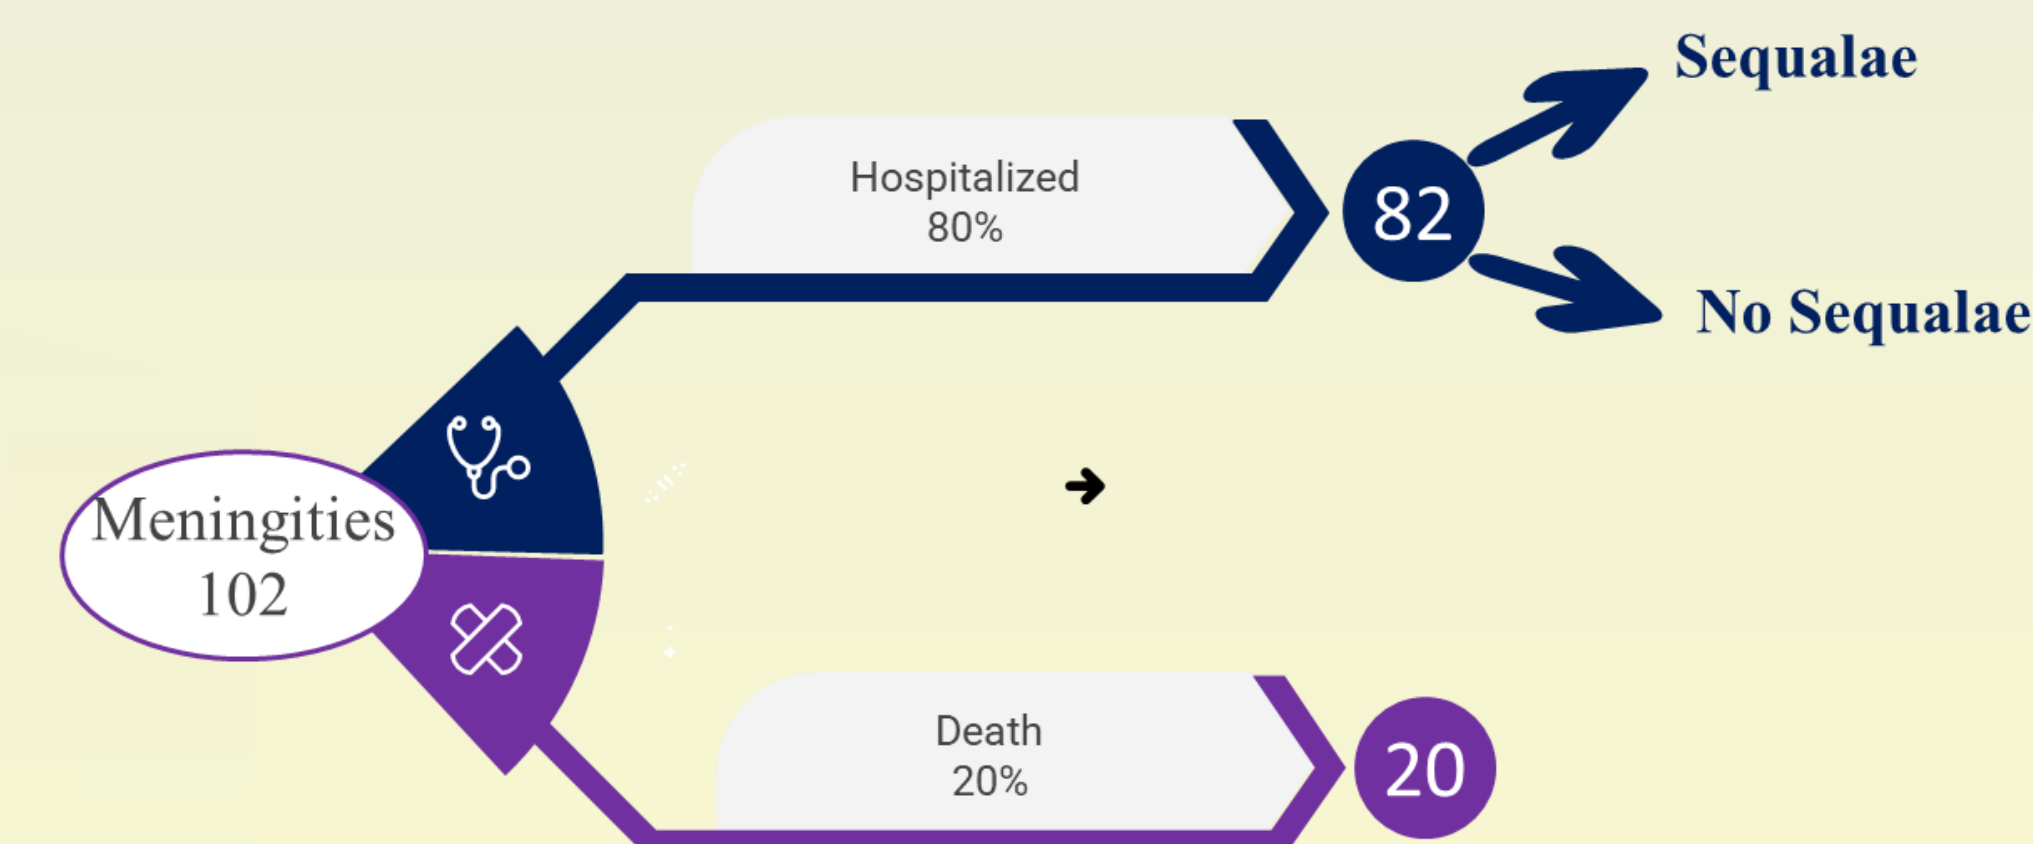 Sequalae
Hospitalized
80%
82
No Sequalae
Meningities
102
Death
20%
20